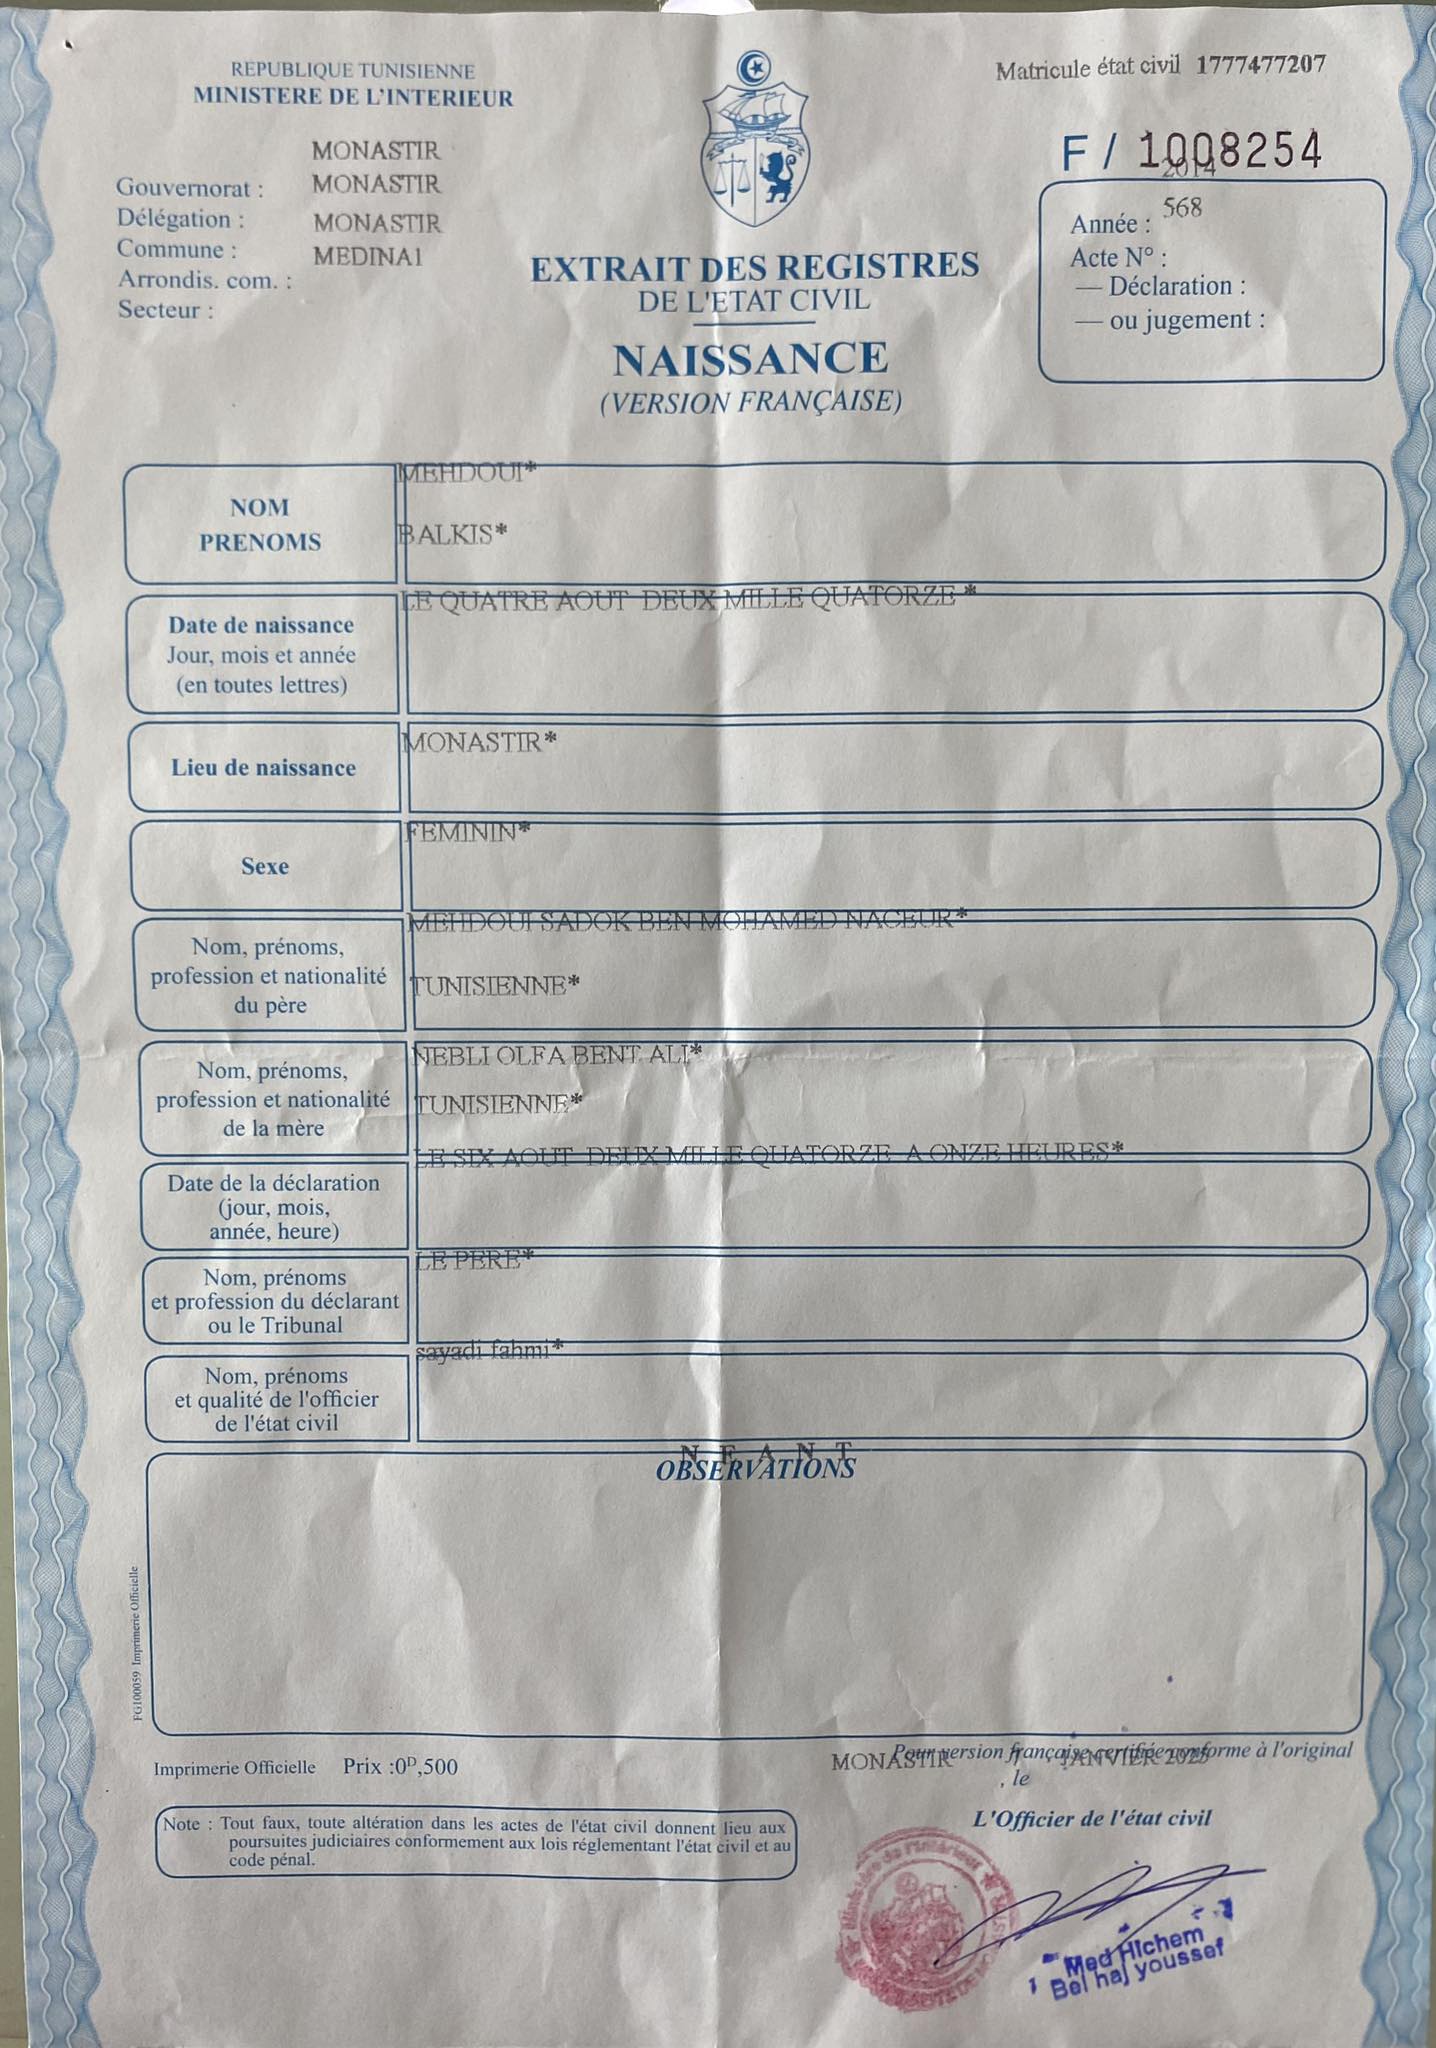 REPUBLIQUE TUNISIENNE
MINISTERE DE L'INTERIEUR
Matricule état civil 1777477207
F / 1008254
MONASTIR
Gouvernorat : MONASTIR
Délégation : MONASTIR
Commune : MEDINA1
Arrondis. com. :
Secteur :
2014
Année : 568
Acte N° :
— Déclaration :
— ou jugement :
EXTRAIT DES REGISTRES
DE L'ETAT CIVIL
NAISSANCE
(VERSION FRANÇAISE)
NOM
PRENOMS
MEHDOUI*
BALKIS*
Date de naissance
Jour, mois et année
(en toutes lettres)
LE QUATRE AOUT DEUX MILLE QUATORZE *
Lieu de naissance
MONASTIR*
Sexe
FEMININ*
Nom, prénoms,
profession et nationalité
du père
MEHDOUI SADOK BEN MOHAMED NACEUR*
TUNISIENNE*
Nom, prénoms,
profession et nationalité
de la mère
NEBLI OLFA BENT ALI*
TUNISIENNE*
Date de la déclaration
(jour, mois,
année, heure)
LE SIX AOUT DEUX MILLE QUATORZE A ONZE HEURES*
Nom, prénoms
et profession du déclarant
ou le Tribunal
LE PERE*
Nom, prénoms
et qualité de l'officier
de l'état civil
sayadi fahmi*
N E A N T
OBSERVATIONS
FG100059 Imprimerie Officielle
Imprimerie Officielle Prix :0D,500
Pour version française certifiée conforme à l'original
MONASTIR JANVIER 2025
, le
L'Officier de l'état civil
Note : Tout faux, toute altération dans les actes de l'état civil donnent lieu aux
poursuites judiciaires conformement aux lois réglementant l'état civil et au
code pénal.
Ministère de l'Intérieur
Med Hichem
Bel haj youssef